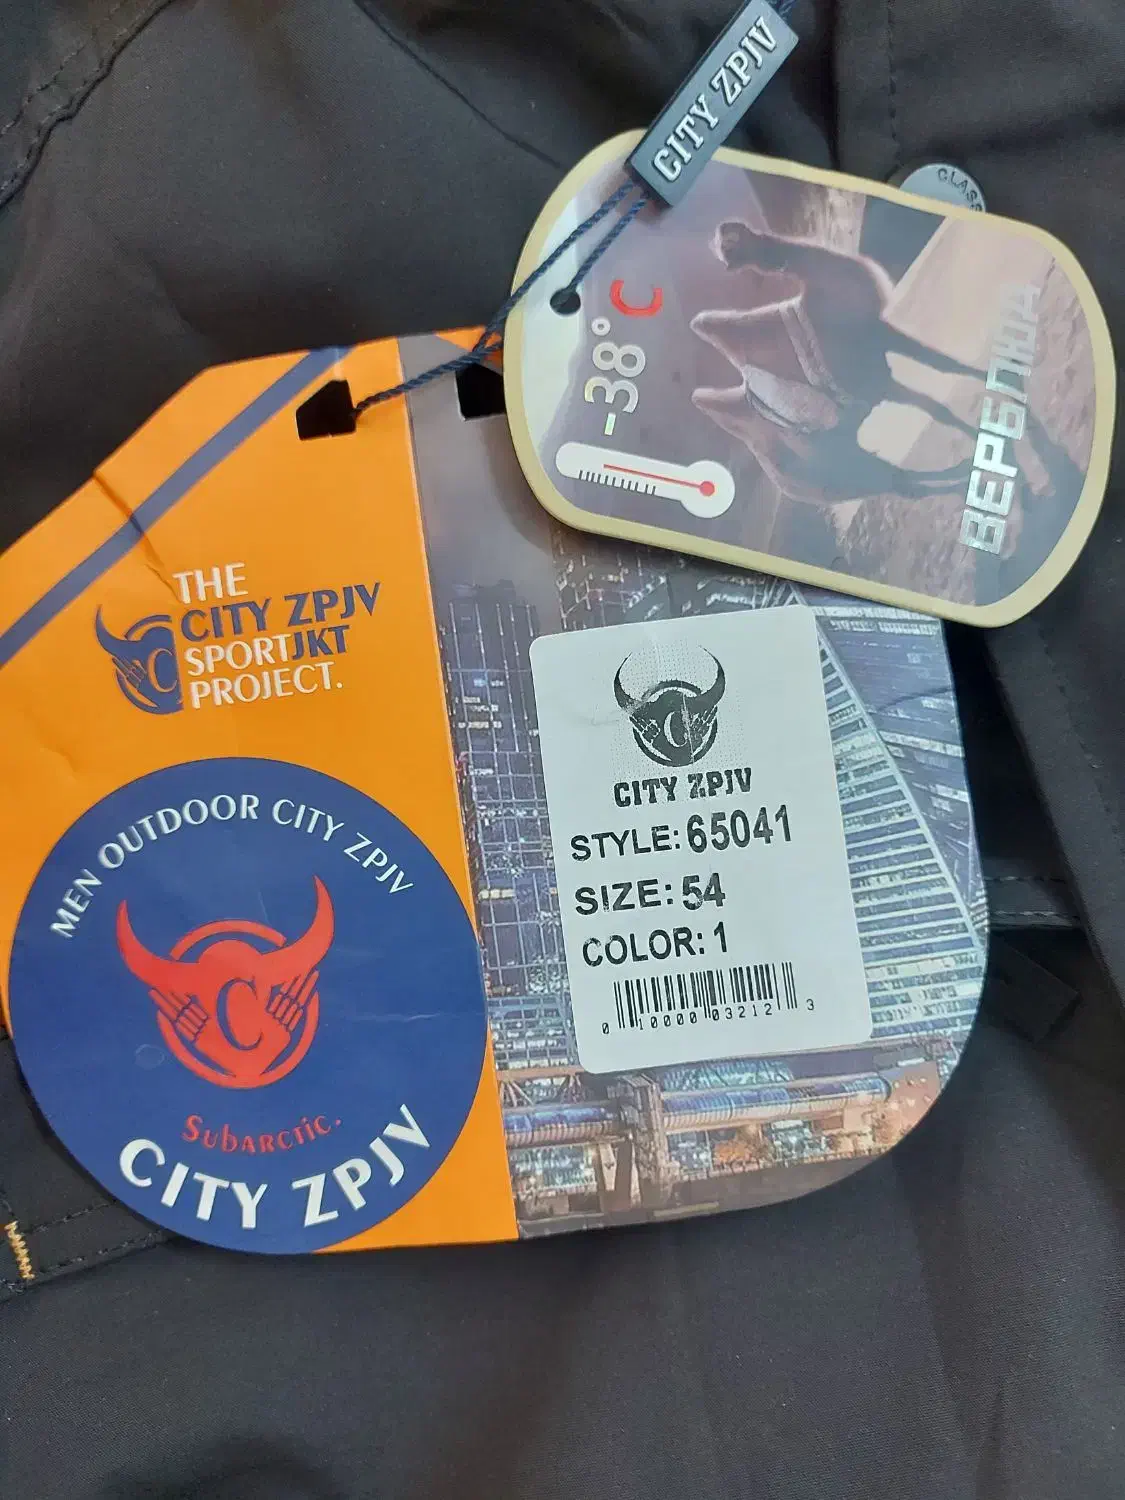 CITY ZPJV
CLASS
-38°C
ВЕРБЛЮД
THE
CITY ZPJV
SPORTJKT
PROJECT.
C
MEN OUTDOOR CITY ZPJV
C
Subarctic.
CITY ZPJV
C
CITY ZPJV
STYLE: 65041
SIZE: 54
COLOR: 1
0 10000 03212 3